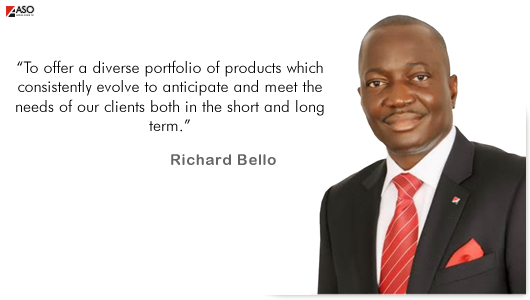 ASO
“To offer a diverse portfolio of products which
consistently evolve to anticipate and meet the
needs of our clients both in the short and long
term.”
Richard Bello